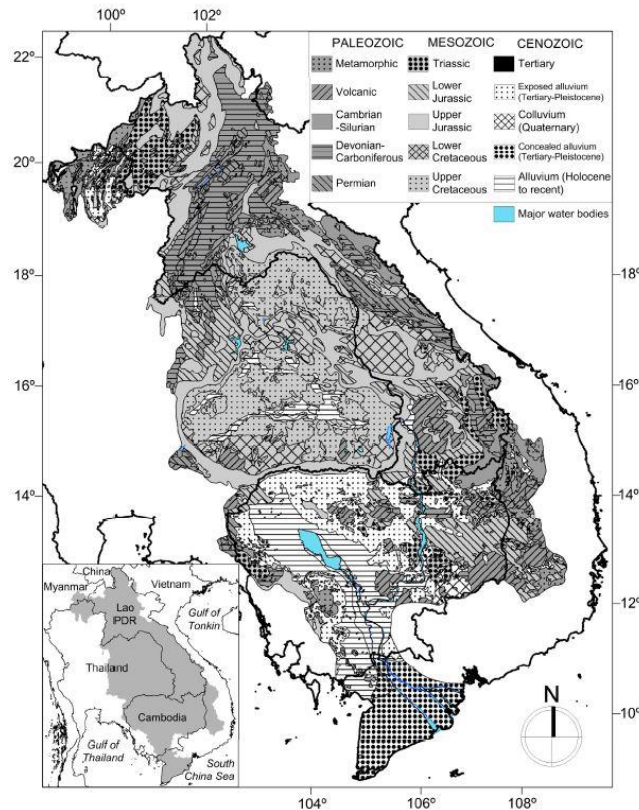 100º 102º
22º
20º
18º
16º
14º
14º
12º
10º
104º 106º 108º
PALEOZOIC MESOZOIC CENOZOIC
Metamorphic
Volcanic
Cambrian
-Silurian
Devonian-
Carboniferous
Permian
Triassic
Lower
Jurassic
Upper
Jurassic
Lower
Cretaceous
Upper
Cretaceous
Tertiary
Exposed alluvium
(Tertiary-Pleistocene)
Colluvium
(Quaternary)
Concealed alluvium
(Tertiary-Pleistocene)
Alluvium (Holocene
to recent)
Major water bodies
20º
18º
16º
China
Myanmar
Vietnam
Lao
PDR
Gulf of
Tonkin
Thailand
Cambodia
Gulf of
Thailand
South
China Sea
N